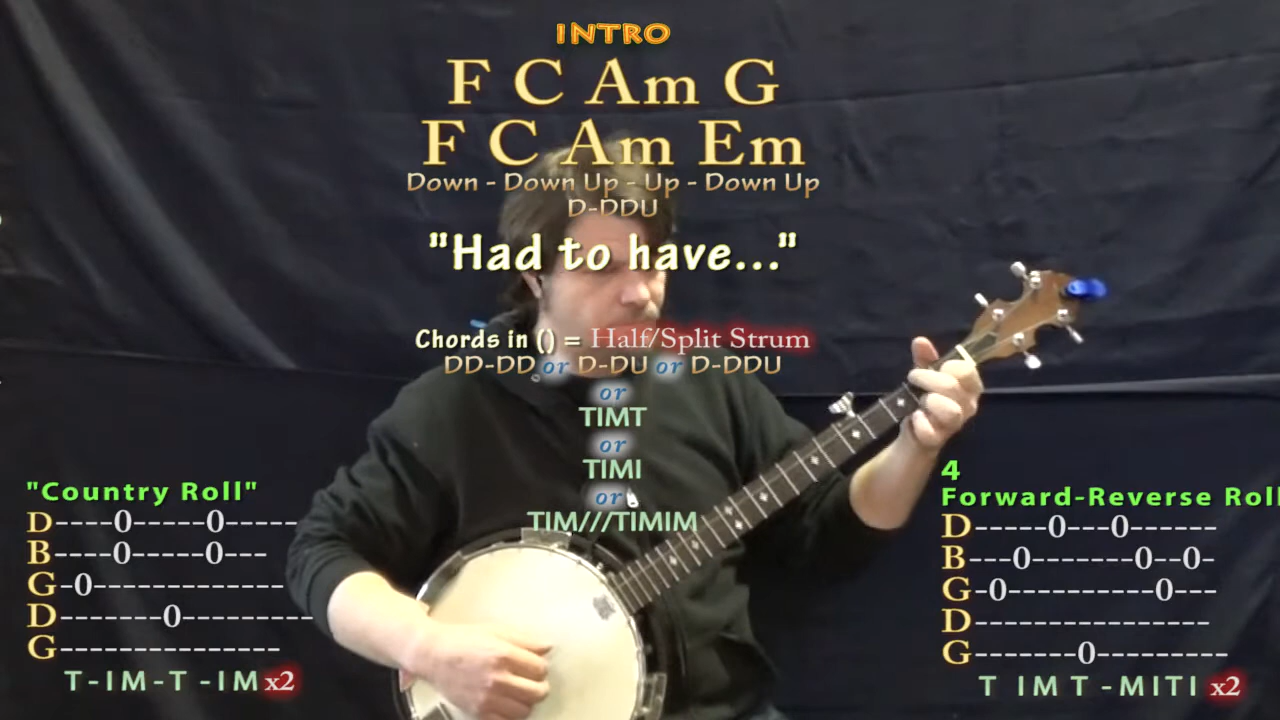 INTRO
F C Am G
F C Am Em
Down - Down Up - Up - Down Up
D-DDU
"Had to have..."
Chords in () = Half/Split Strum
DD-DD or D-DU or D-DDU
or
TIMT
or
TIMI
or
TIM///TIMIM
"Country Roll"
D----0-----0-----
B----0-----0---
G-0--------------
D-------0---------
G---------------
T-IM-T -IM x2
4
Forward-Reverse Roll
D-----0---0------
B---0-------0--0-
G-0----------0---
D---------------
G-------0---------
T IM T -MITI x2